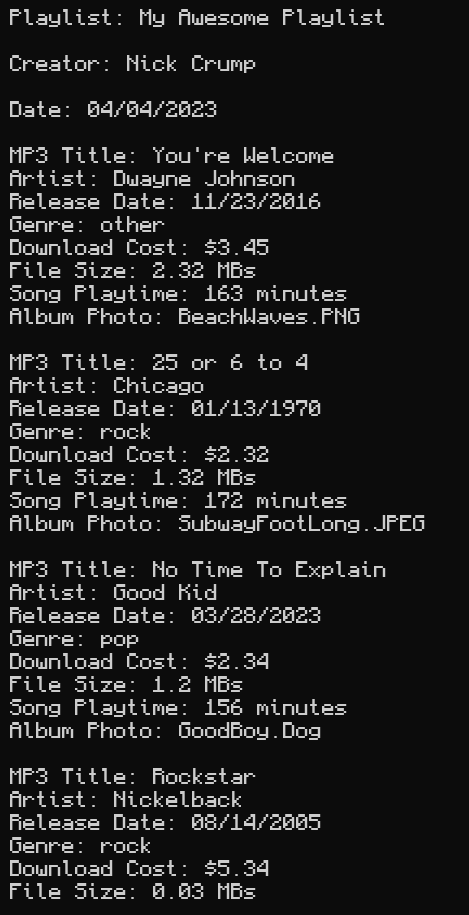 Playlist: My Awesome Playlist
Creator: Nick Crump
Date: 04/04/2023
MP3 Title: You're Welcome
Artist: Dwayne Johnson
Release Date: 11/23/2016
Genre: other
Download Cost: $3.45
File Size: 2.32 MBs
Song Playtime: 163 minutes
Album Photo: BeachWaves.PNG
MP3 Title: 25 or 6 to 4
Artist: Chicago
Release Date: 01/13/1970
Genre: rock
Download Cost: $2.32
File Size: 1.32 MBs
Song Playtime: 172 minutes
Album Photo: SubwayFootLong.JPEG
MP3 Title: No Time To Explain
Artist: Good Kid
Release Date: 03/28/2023
Genre: pop
Download Cost: $2.34
File Size: 1.2 MBs
Song Playtime: 156 minutes
Album Photo: GoodBoy.Dog
MP3 Title: Rockstar
Artist: Nickelback
Release Date: 08/14/2005
Genre: rock
Download Cost: $5.34
File Size: 0.03 MBs